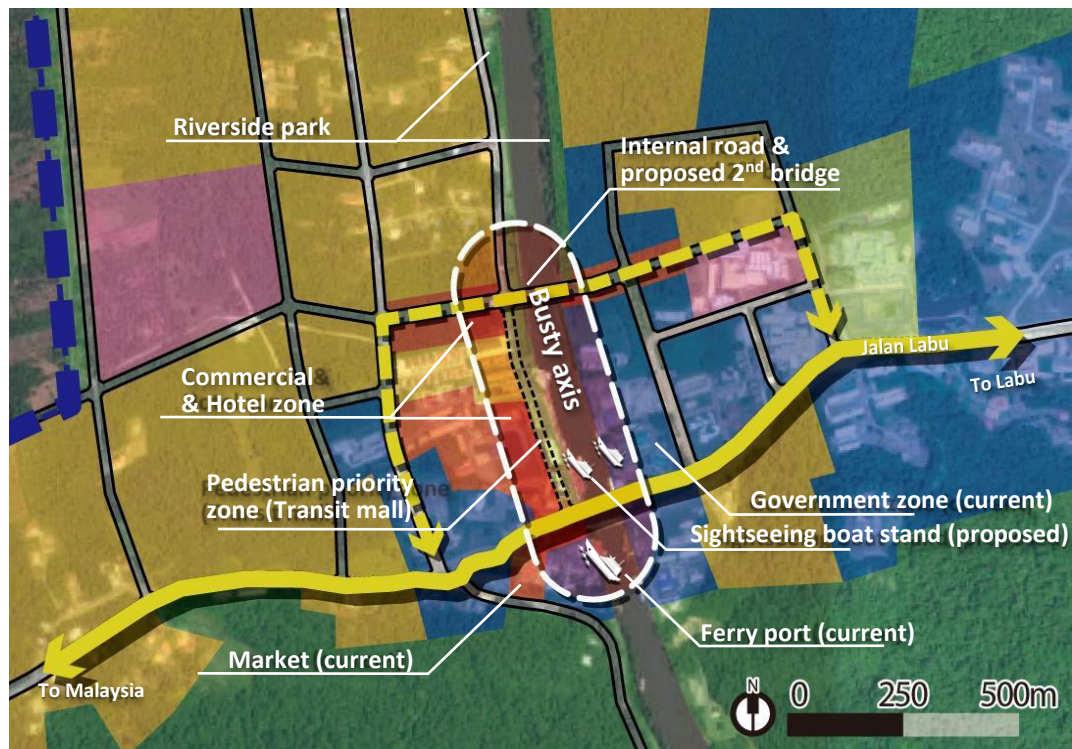 Riverside park
Internal road &
proposed 2nd bridge
Busty axis
Jalan Labu
To Labu
Commercial
& Hotel zone
Pedestrian priority
zone (Transit mall)
Government zone (current)
Sightseeing boat stand (proposed)
Ferry port (current)
Market (current)
To Malaysia
N
0 250 500m